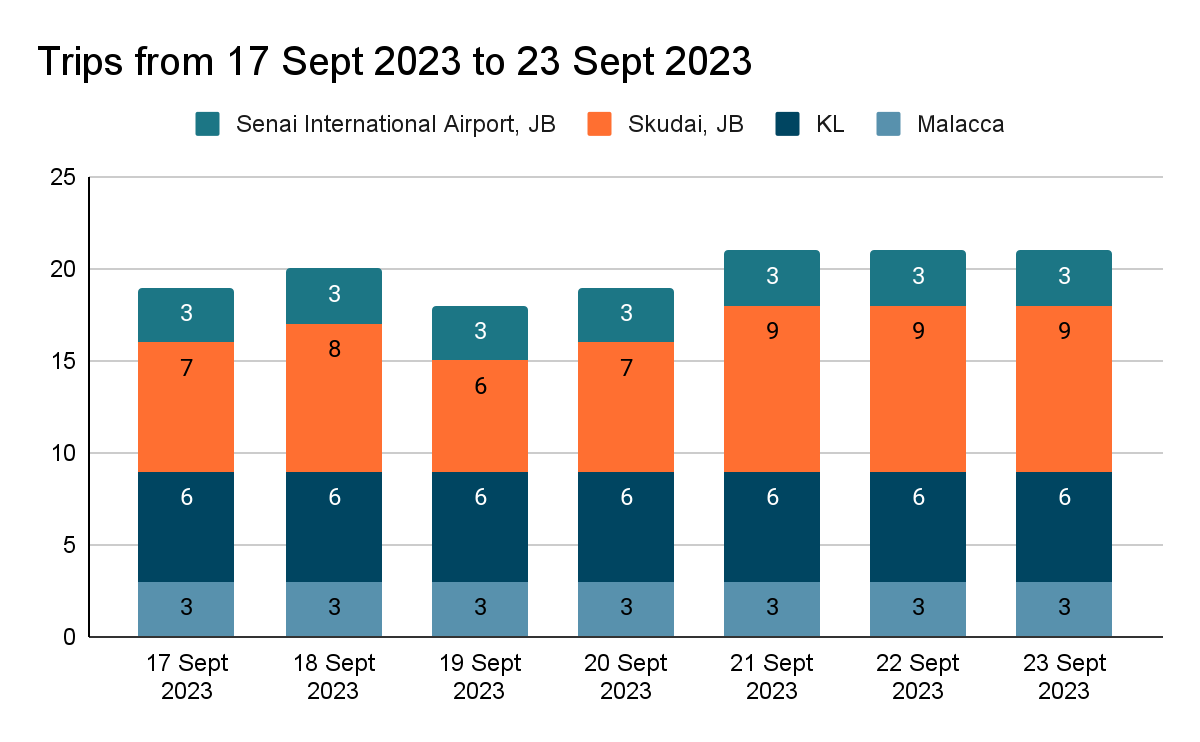 Trips from 17 Sept 2023 to 23 Sept 2023
Senai International Airport, JB Skudai, JB KL Malacca
25
20
15
10
5
0
3 3 3 3 3 3 3
7 8 6 7 9 9 9
6 6 6 6 6 6 6
3 3 3 3 3 3 3
17 Sept 18 Sept 19 Sept 20 Sept 21 Sept 22 Sept 23 Sept
2023 2023 2023 2023 2023 2023 2023